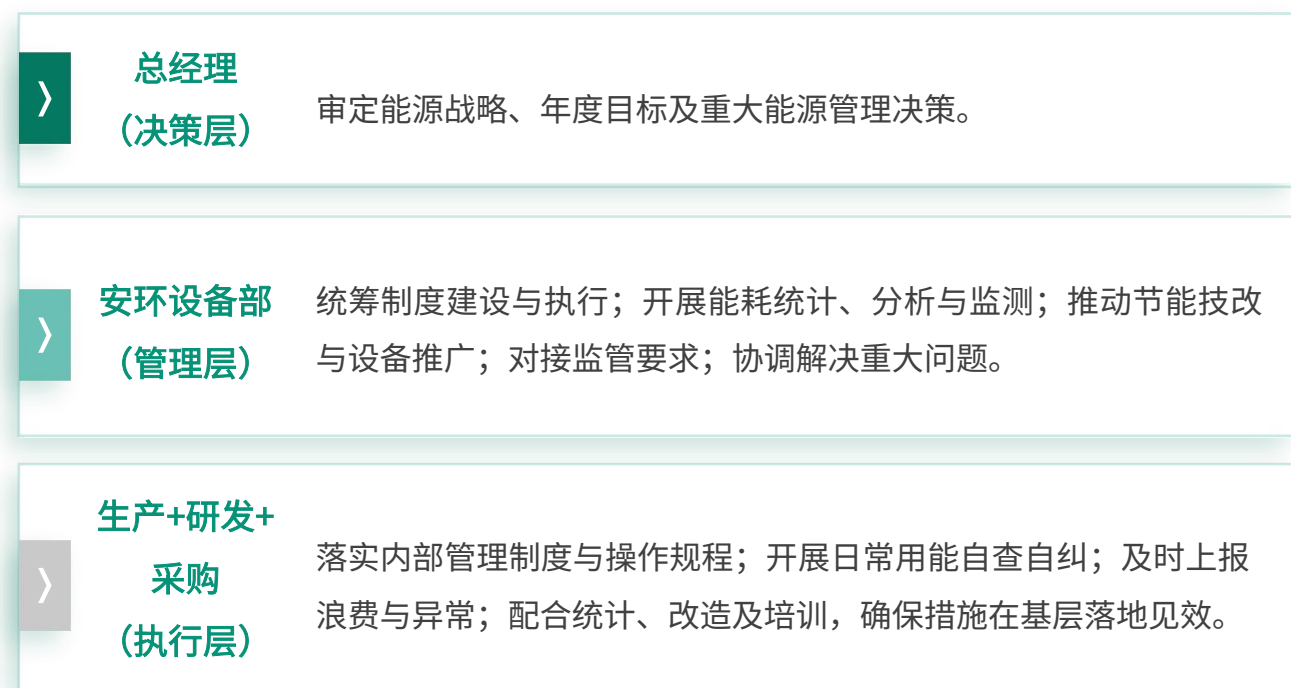 总经理
（决策层）
审定能源战略、年度目标及重大能源管理决策。
安环设备部
（管理层）
统筹制度建设与执行；开展能耗统计、分析与监测；推动节能技改
与设备推广；对接监管要求；协调解决重大问题。
生产+研发+
采购
（执行层）
落实内部管理制度与操作规程；开展日常用能自查自纠；及时上报
浪费与异常；配合统计、改造及培训，确保措施在基层落地见效。